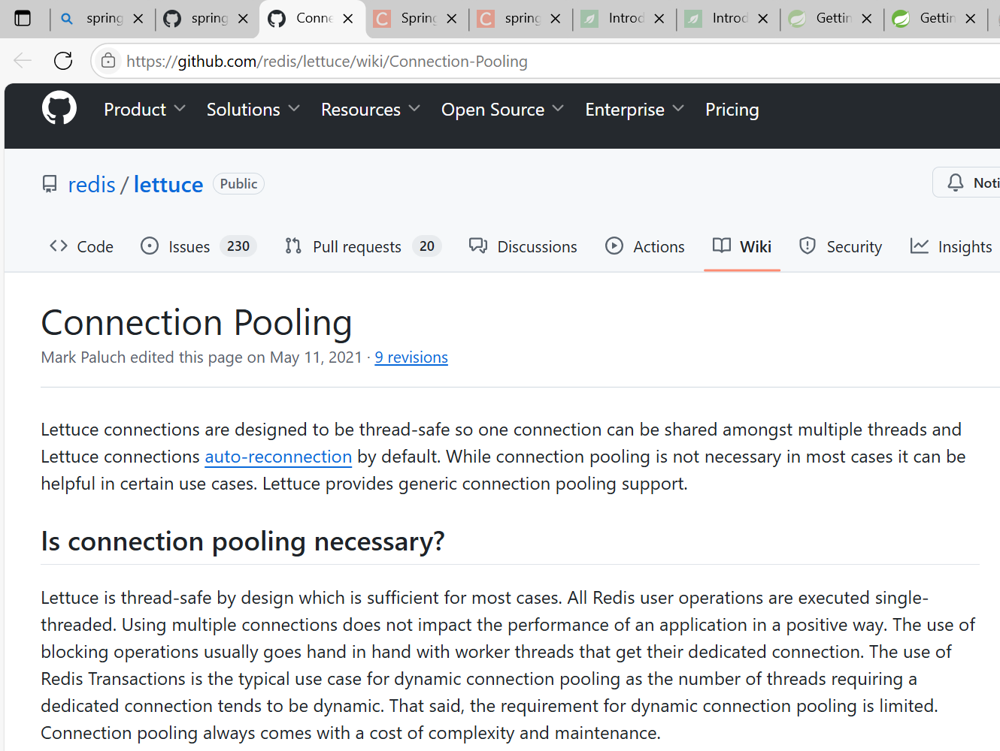 spring
spring
Conne
Spring
spring
Introd
Introd
Gettin
Gettin
https://github.com/redis/lettuce/wiki/Connection-Pooling
Product Solutions Resources Open Source Enterprise Pricing
redis / lettuce Public
Noti
Code Issues 230 Pull requests 20 Discussions Actions Wiki Security Insights
Connection Pooling
Mark Paluch edited this page on May 11, 2021 · 9 revisions
Lettuce connections are designed to be thread-safe so one connection can be shared amongst multiple threads and
Lettuce connections auto-reconnection by default. While connection pooling is not necessary in most cases it can be
helpful in certain use cases. Lettuce provides generic connection pooling support.
Is connection pooling necessary?
Lettuce is thread-safe by design which is sufficient for most cases. All Redis user operations are executed single-
threaded. Using multiple connections does not impact the performance of an application in a positive way. The use of
blocking operations usually goes hand in hand with worker threads that get their dedicated connection. The use of
Redis Transactions is the typical use case for dynamic connection pooling as the number of threads requiring a
dedicated connection tends to be dynamic. That said, the requirement for dynamic connection pooling is limited.
Connection pooling always comes with a cost of complexity and maintenance.